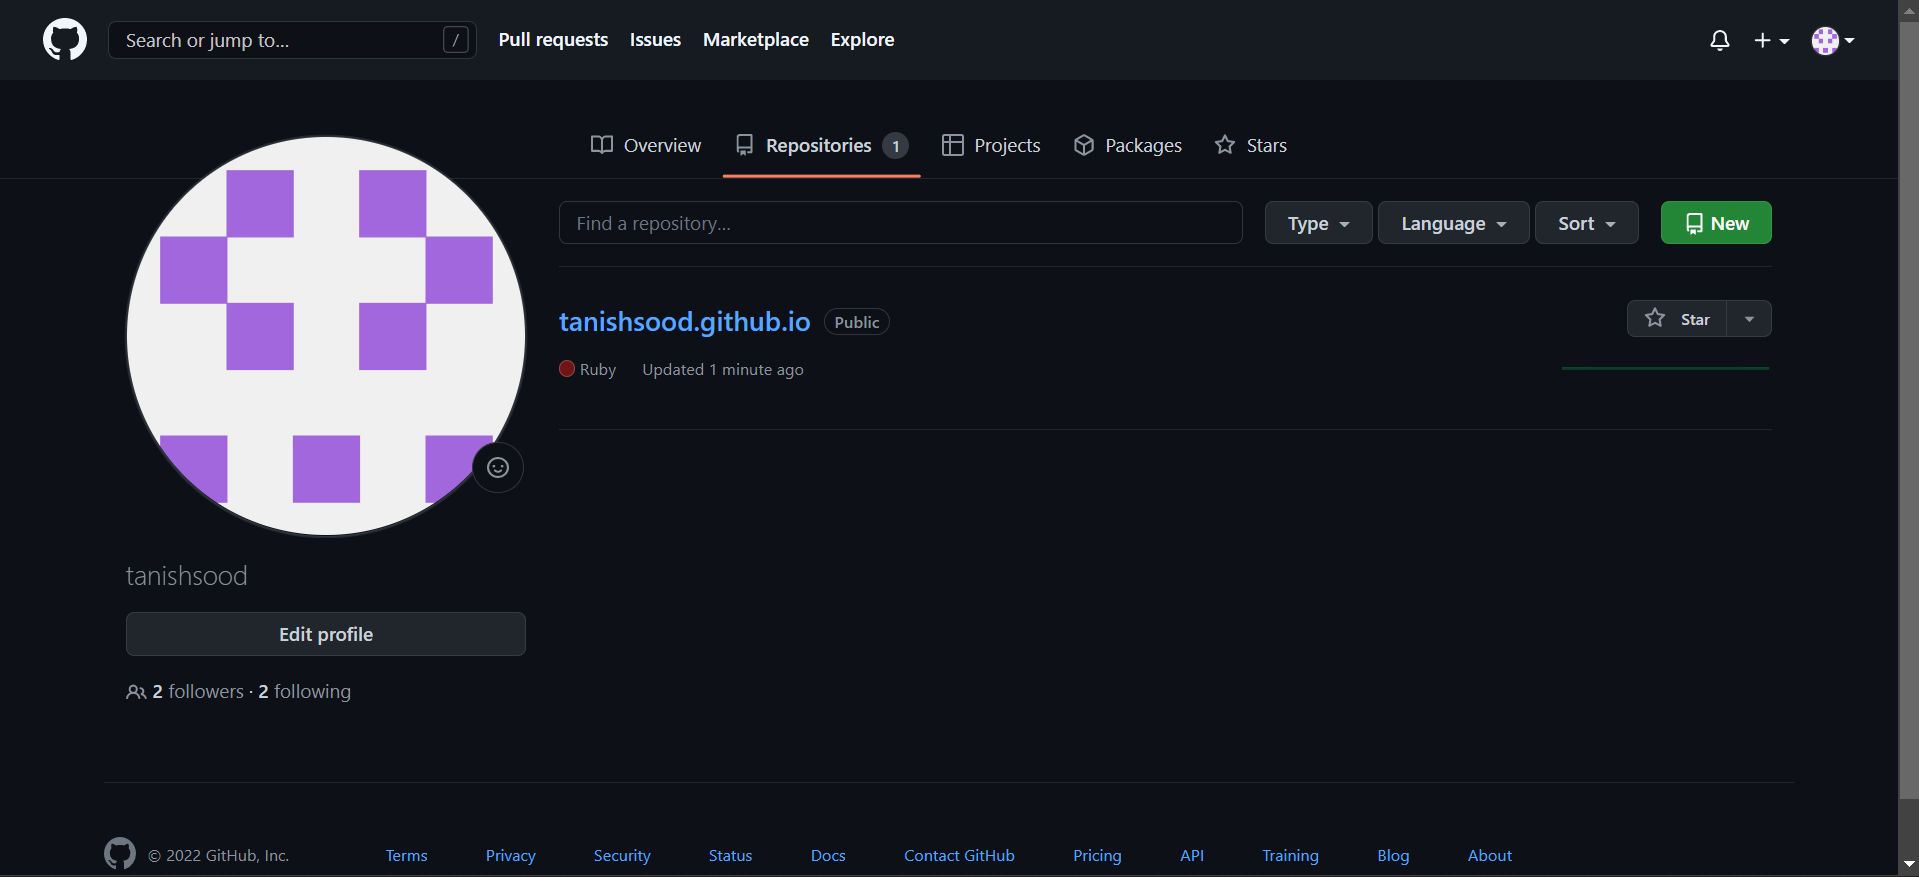 Search or jump to... /
Pull requests Issues Marketplace Explore
Overview Repositories 1 Projects Packages Stars
Find a repository... Type Language Sort New
tanishsood.github.io Public Star
Ruby Updated 1 minute ago
tanishsood
Edit profile
2 followers · 2 following
© 2022 GitHub, Inc. Terms Privacy Security Status Docs Contact GitHub Pricing API Training Blog About